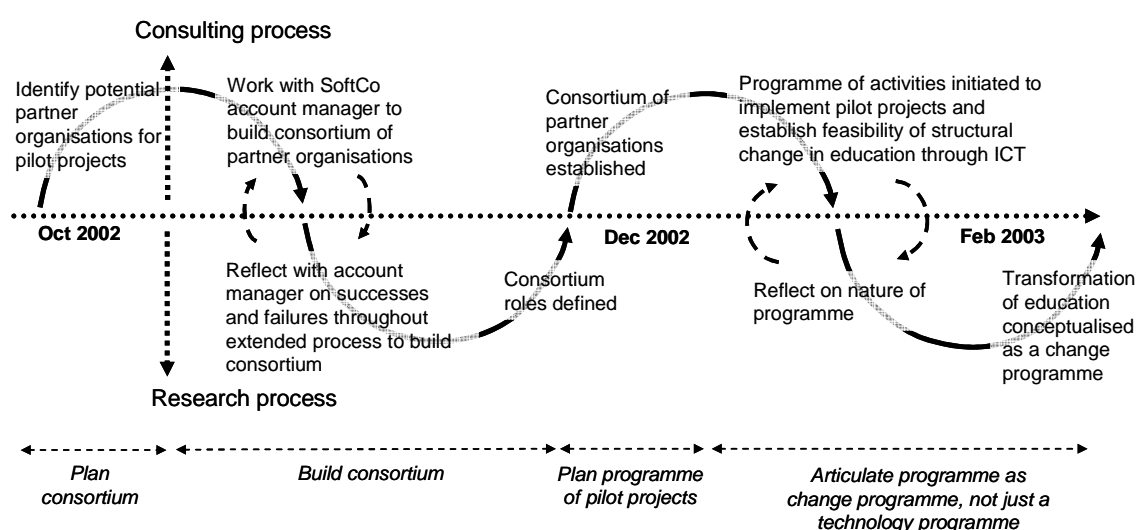 Consulting process
Identify potential
partner
organisations for
pilot projects
Work with SoftCo
account manager to
build consortium of
partner organisations
Consortium of
partner
organisations
established
Programme of activities initiated to
implement pilot projects and
establish feasibility of structural
change in education through ICT
Oct 2002
Dec 2002
Feb 2003
Reflect with account
manager on successes
and failures throughout
extended process to build
consortium
Consortium
roles defined
Reflect on nature of
programme
Transformation
of education
conceptualised
as a change
programme
Research process
Plan
consortium
Build consortium
Plan programme
of pilot projects
Articulate programme as
change programme, not just a
technology programme